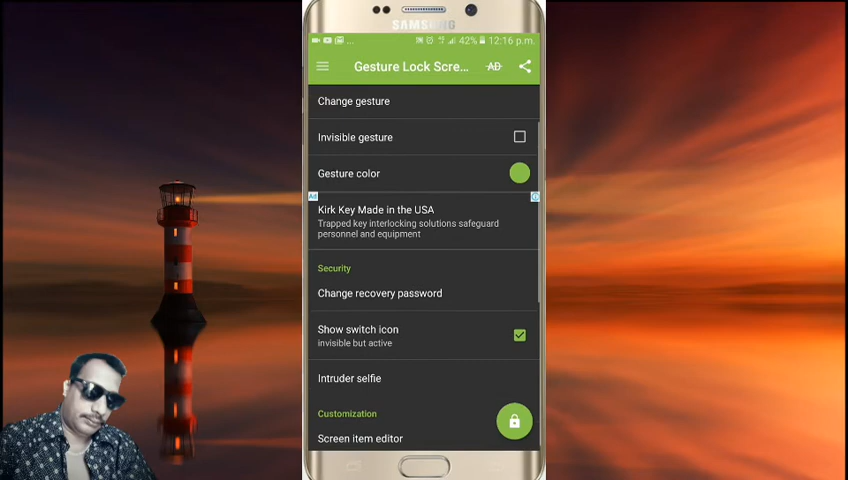 SAMSUNG
... 42% 12:16 p.m.
Gesture Lock Scre... AD
Change gesture
Invisible gesture
Gesture color
Ad
Kirk Key Made in the USA
Trapped key interlocking solutions safeguard
personnel and equipment
Security
Change recovery password
Show switch icon
invisible but active
Intruder selfie
Customization
Screen item editor